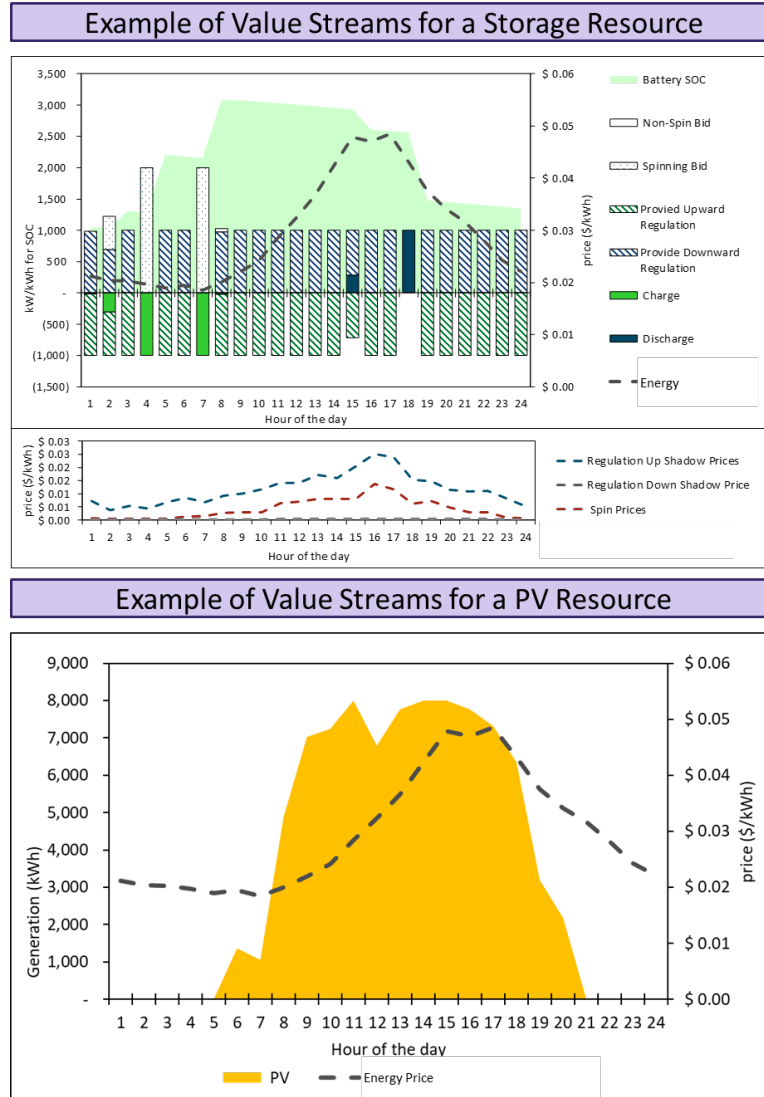 Example of Value Streams for a Storage Resource
3,500
3,000
2,500
2,000
1,500
1,000
500
-
(500)
(1,000)
(1,500)
kW/kWh for SOC
$ 0.06
$ 0.05
$ 0.04
$ 0.03
$ 0.02
$ 0.01
$ 0.00
price ($/kWh)
1 2 3 4 5 6 7 8 9 10 11 12 13 14 15 16 17 18 19 20 21 22 23 24
Hour of the day
Battery SOC
Non-Spin Bid
Spinning Bid
Provied Upward
Regulation
Provide Downward
Regulation
Charge
Discharge
Energy
$ 0.03
$ 0.03
$ 0.02
$ 0.02
$ 0.01
$ 0.01
$ 0.00
price ($/kWh)
1 2 3 4 5 6 7 8 9 10 11 12 13 14 15 16 17 18 19 20 21 22 23 24
Hour of the day
Regulation Up Shadow Prices
Regulation Down Shadow Price
Spin Prices
Example of Value Streams for a PV Resource
9,000
8,000
7,000
6,000
5,000
4,000
3,000
2,000
1,000
-
Generation (kWh)
$ 0.06
$ 0.05
$ 0.04
$ 0.03
$ 0.02
$ 0.01
$ 0.00
price ($/kWh)
1 2 3 4 5 6 7 8 9 10 11 12 13 14 15 16 17 18 19 20 21 22 23 24
Hour of the day
PV
Energy Price